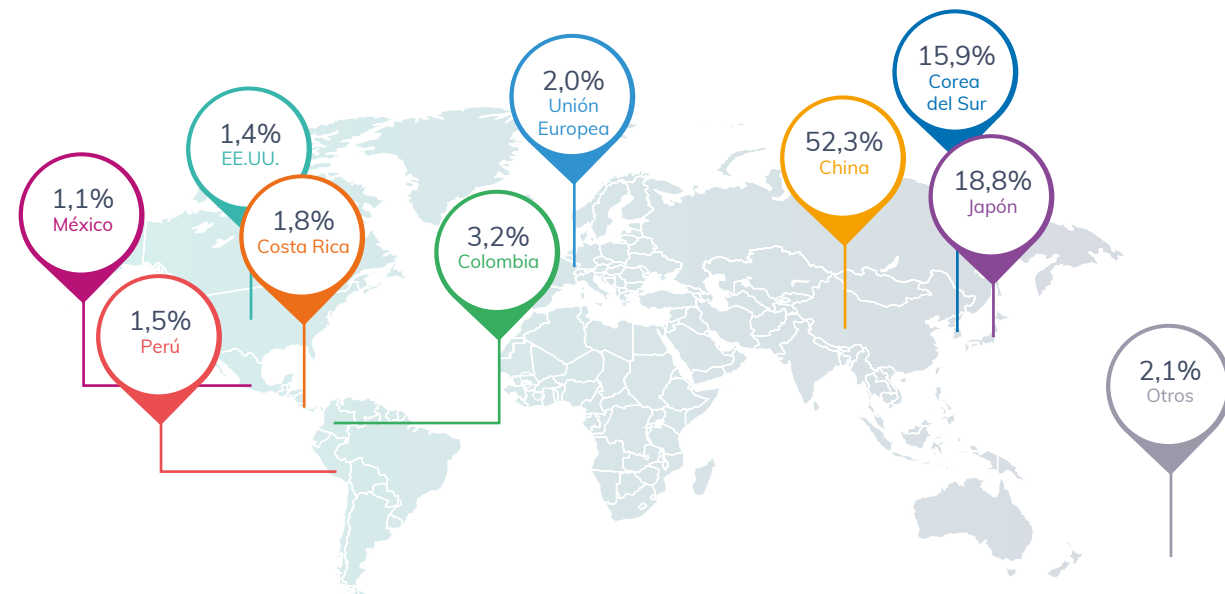 15,9%
Corea
del Sur
2,0%
Unión
Europea
1,4%
EE.UU.
52,3%
China
1,1%
México
18,8%
Japón
1,8%
Costa Rica
3,2%
Colombia
1,5%
Perú
2,1%
Otros